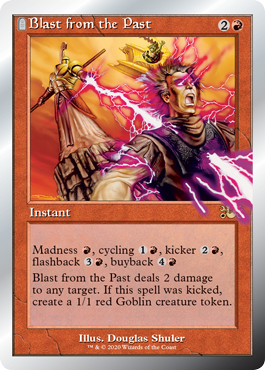 Blast from the Past 2
Instant
Madness , cycling 1 , kicker 2 ,
flashback 3 , buyback 4
Blast from the Past deals 2 damage
to any target. If this spell was kicked,
create a 1/1 red Goblin creature token.
Illus. Douglas Shuler
™ & © 2020 Wizards of the Coast